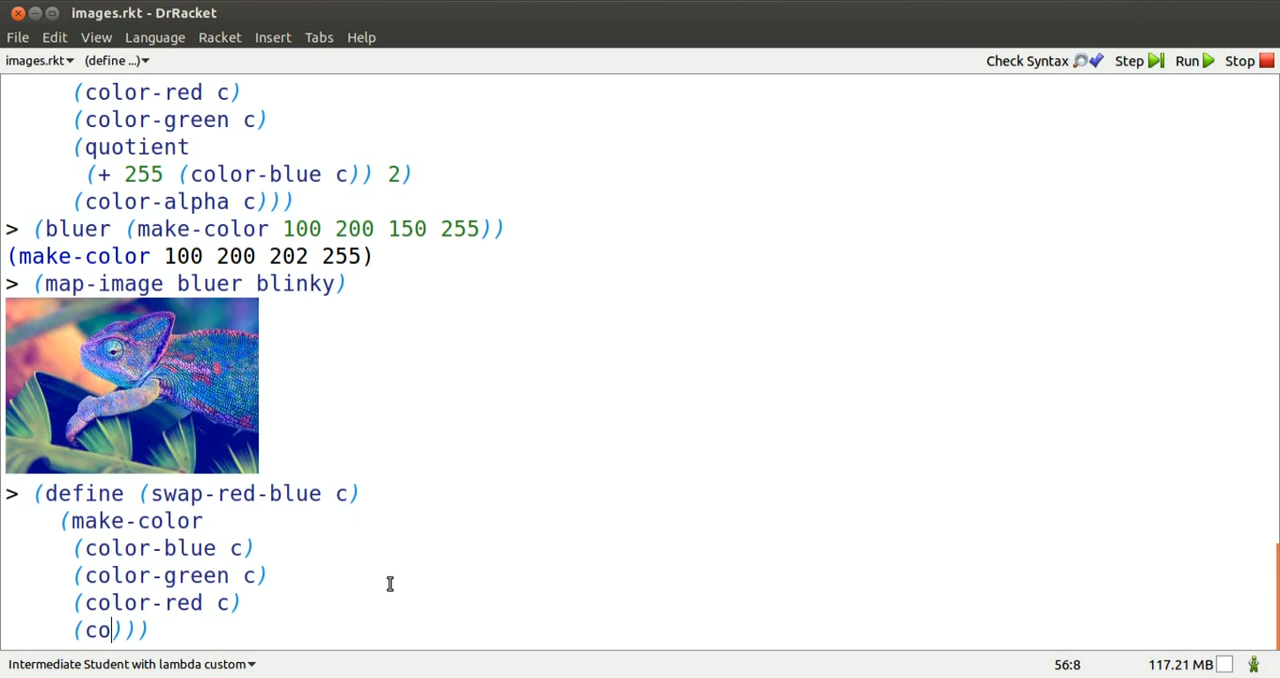 images.rkt - DrRacket
File Edit View Language Racket Insert Tabs Help
images.rkt▾ (define ...)▾ Check Syntax Step Run Stop
(color-red c)
(color-green c)
(quotient
(+ 255 (color-blue c)) 2)
(color-alpha c)))
> (bluer (make-color 100 200 150 255))
(make-color 100 200 202 255)
> (map-image bluer blinky)
> (define (swap-red-blue c)
(make-color
(color-blue c)
(color-green c)
(color-red c)
(co)))
Intermediate Student with lambda custom▾ 56:8 117.21 MB